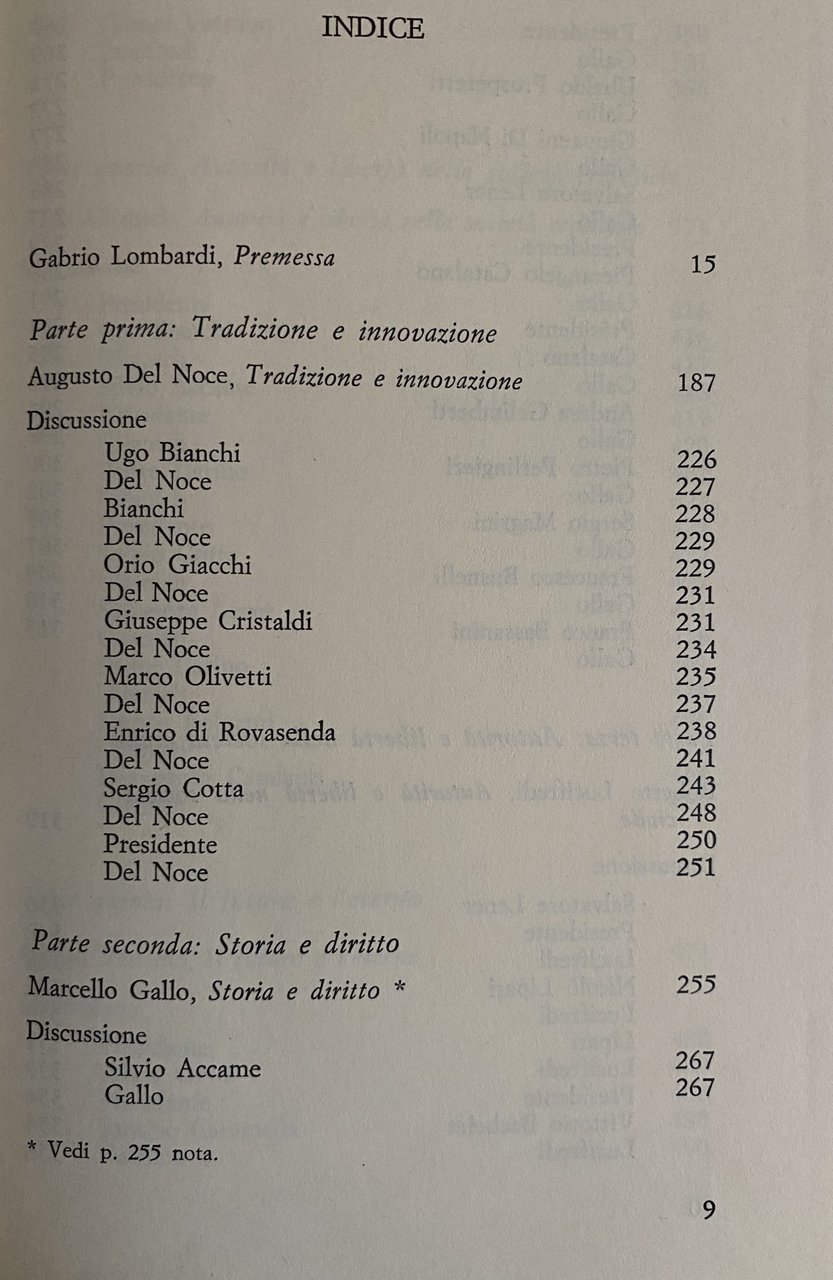 INDICE
Gabrio Lombardi, Premessa 15
Parte prima: Tradizione e innovazione
Augusto Del Noce, Tradizione e innovazione 187
Discussione
Ugo Bianchi 226
Del Noce 227
Bianchi 228
Del Noce 229
Orio Giacchi 229
Del Noce 231
Giuseppe Cristaldi 231
Del Noce 234
Marco Olivetti 235
Del Noce 237
Enrico di Rovasenda 238
Del Noce 241
Sergio Cotta 243
Del Noce 248
Presidente 250
Del Noce 251
Parte seconda: Storia e diritto
Marcello Gallo, Storia e diritto * 255
Discussione
Silvio Accame 267
Gallo 267
* Vedi p. 255 nota.
9